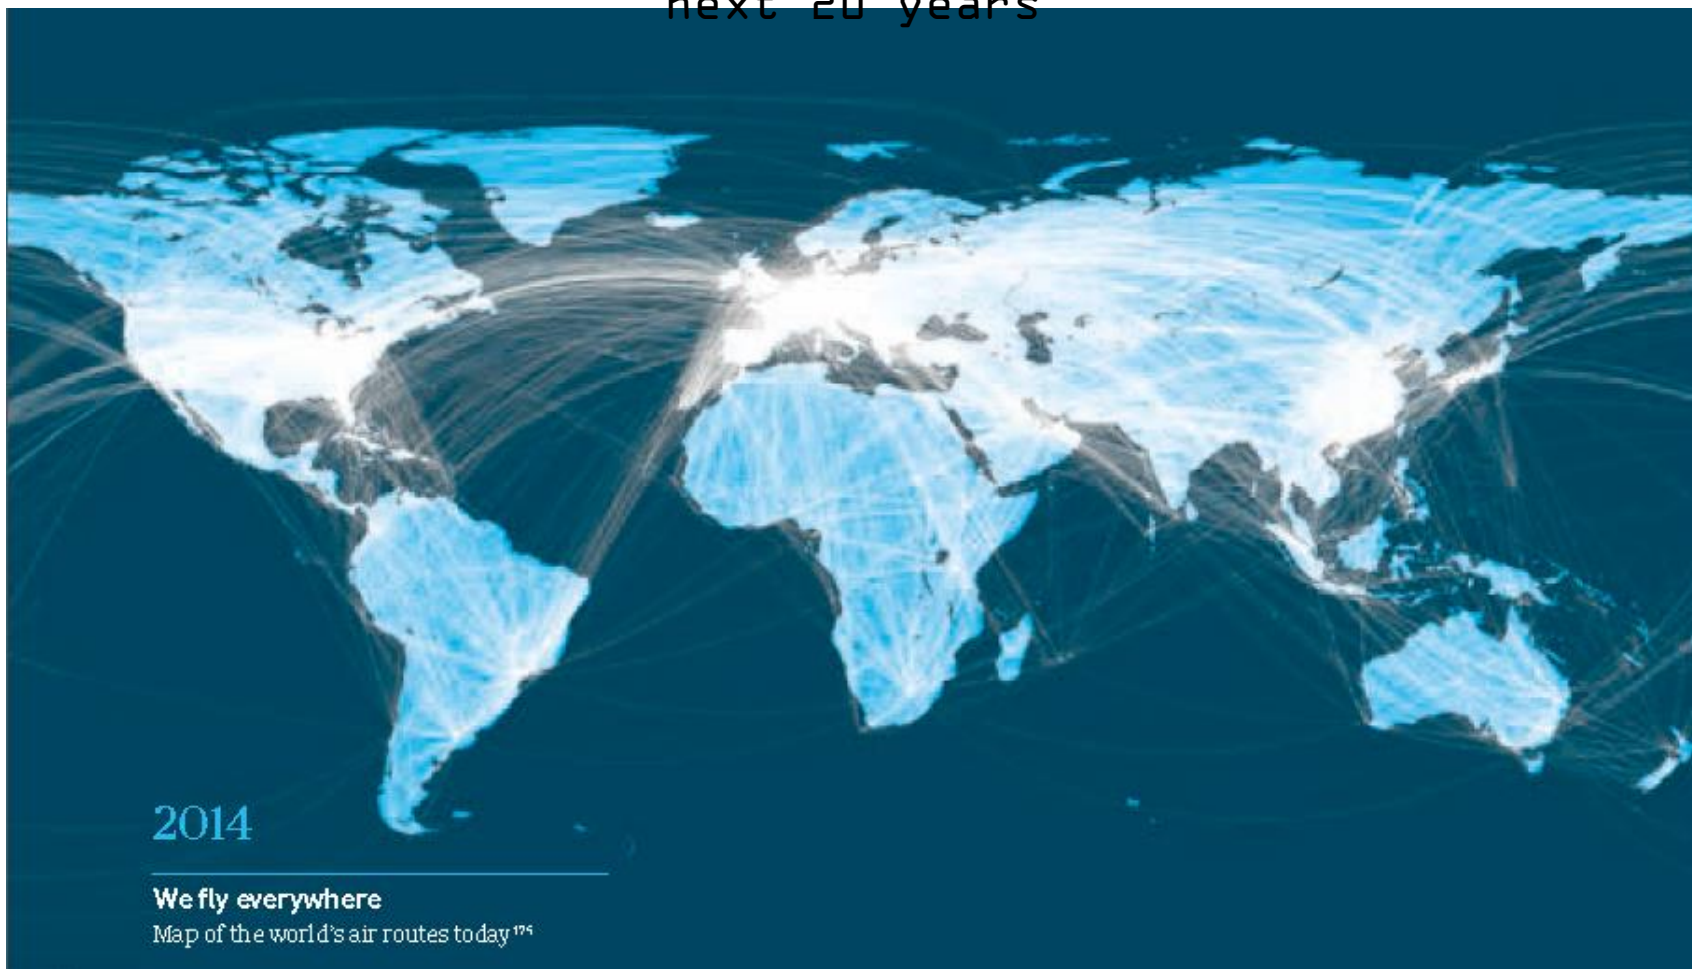 next 20 years
2014
We fly everywhere
Map of the world's air routes today